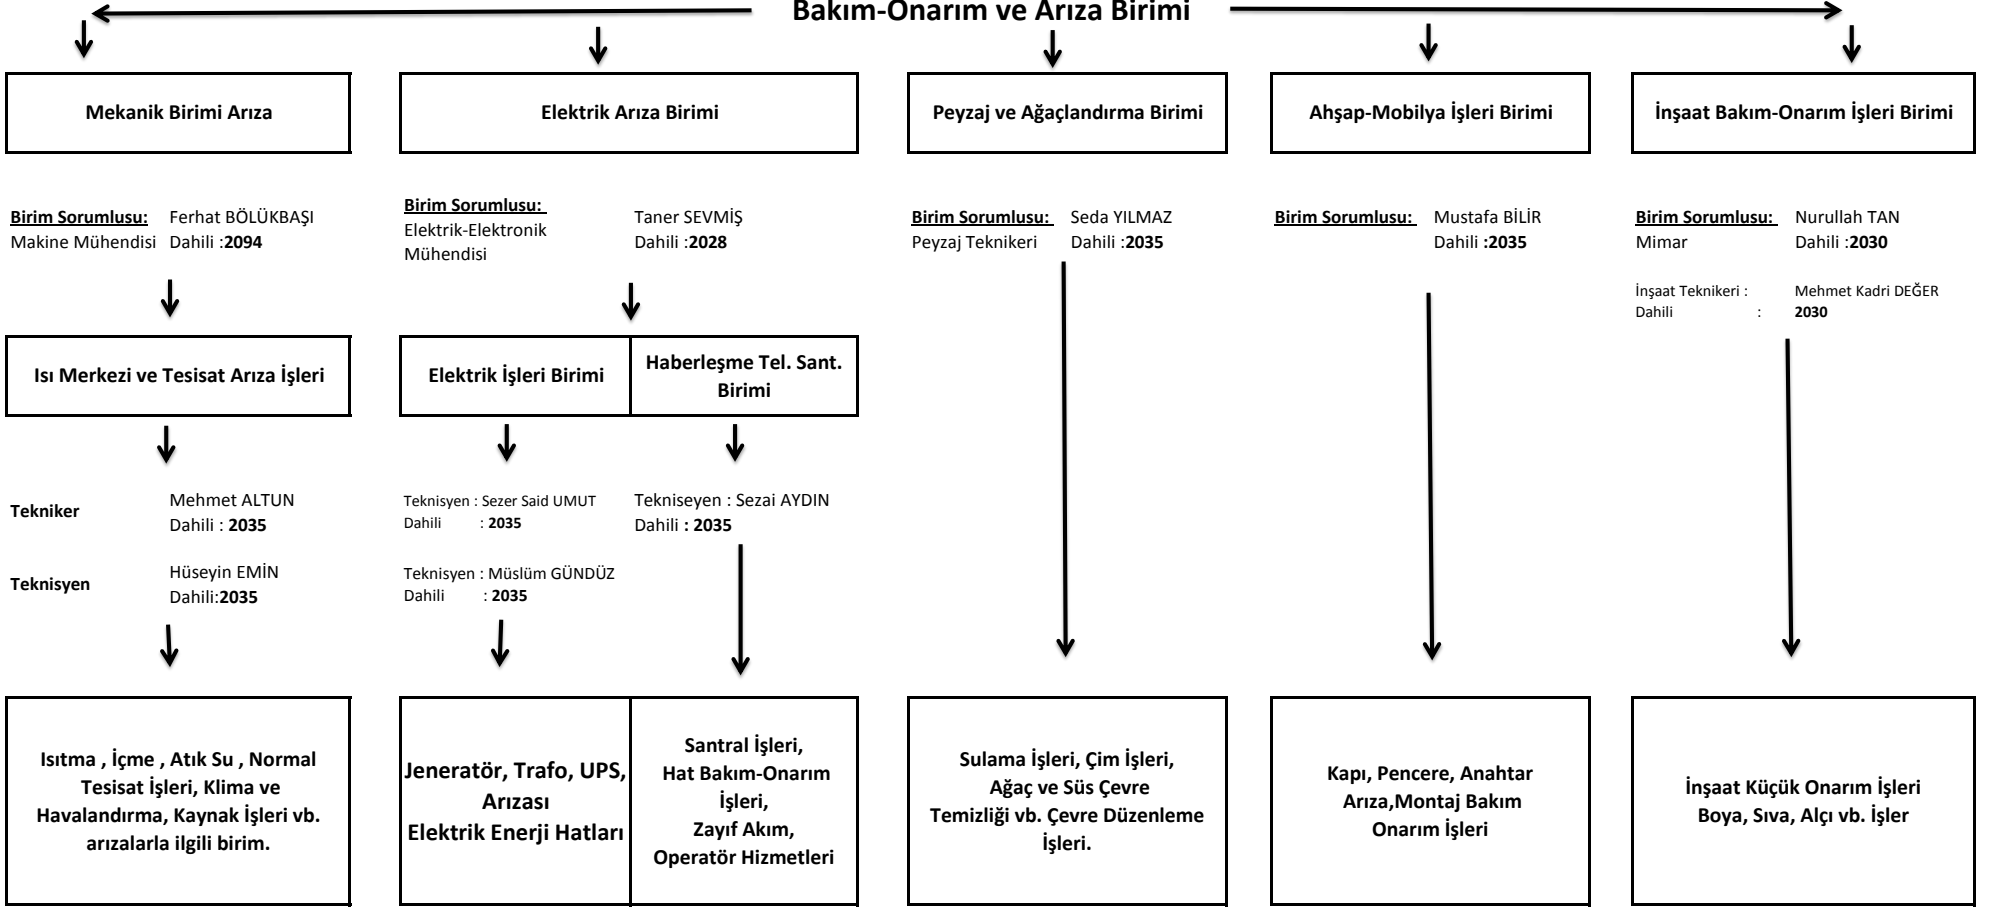 Bakım-Onarım ve Arıza Birimi
Mekanik Birimi Arıza
Elektrik Arıza Birimi
Peyzaj ve Ağaçlandırma Birimi
Ahşap-Mobilya İşleri Birimi
İnşaat Bakım-Onarım İşleri Birimi
Birim Sorumlusu: Ferhat BÖLÜKBAŞI
Makine Mühendisi Dahili :2094
Birim Sorumlusu:
Elektrik-Elektronik
Mühendisi
Taner SEVMİŞ
Dahili :2028
Birim Sorumlusu: Seda YILMAZ
Peyzaj Teknikeri Dahili :2035
Birim Sorumlusu: Mustafa BİLİR
Dahili :2035
Birim Sorumlusu: Nurullah TAN
Mimar Dahili :2030
İnşaat Teknikeri : Mehmet Kadri DEĞER
Dahili : 2030
Isı Merkezi ve Tesisat Arıza İşleri
Elektrik İşleri Birimi
Haberleşme Tel. Sant.
Birimi
Tekniker
Mehmet ALTUN
Dahili : 2035
Teknisyen
Hüseyin EMİN
Dahili:2035
Teknisyen : Sezer Said UMUT
Dahili : 2035
Teknisyen : Müslüm GÜNDÜZ
Dahili : 2035
Tekniseyen : Sezai AYDIN
Dahili : 2035
Isıtma , İçme , Atık Su , Normal
Tesisat İşleri, Klima ve
Havalandırma, Kaynak İşleri vb.
arızalarla ilgili birim.
Jeneratör, Trafo, UPS,
Arızası
Elektrik Enerji Hatları
Santral İşleri,
Hat Bakım-Onarım
İşleri,
Zayıf Akım,
Operatör Hizmetleri
Sulama İşleri, Çim İşleri,
Ağaç ve Süs Çevre
Temizliği vb. Çevre Düzenleme
İşleri.
Kapı, Pencere, Anahtar
Arıza,Montaj Bakım
Onarım İşleri
İnşaat Küçük Onarım İşleri
Boya, Sıva, Alçı vb. İşler